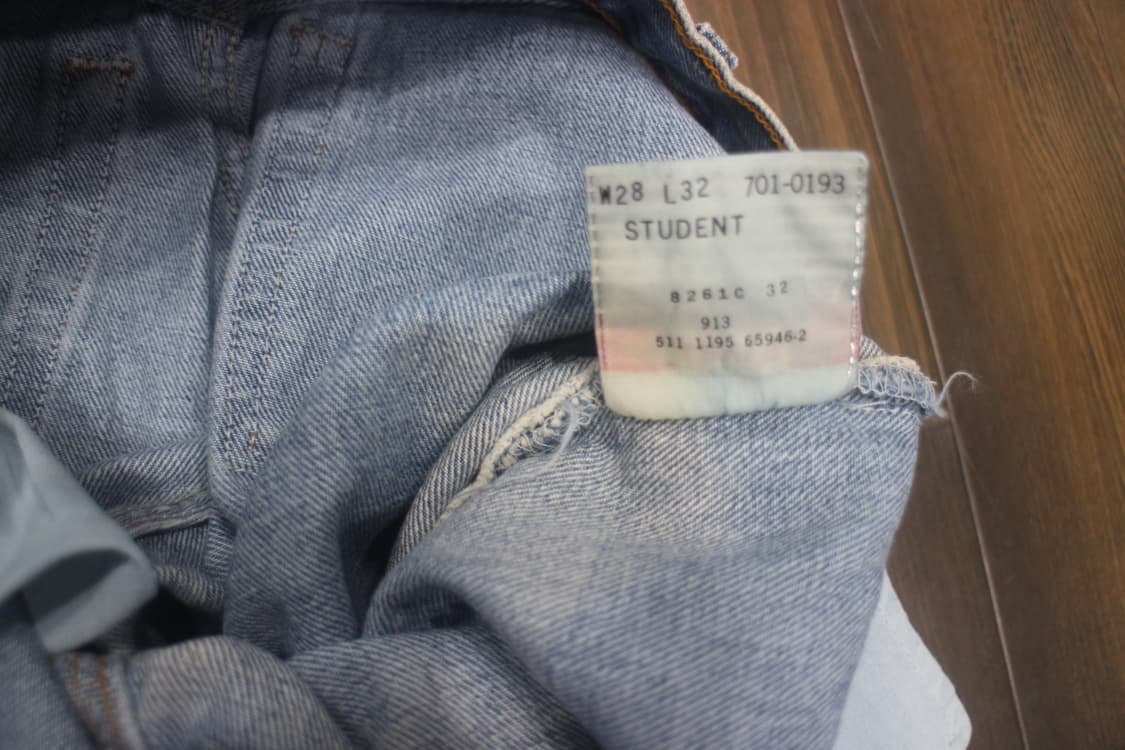 W28 L32 701-0193
STUDENT
8261C 32
913
511 1195 65946-2